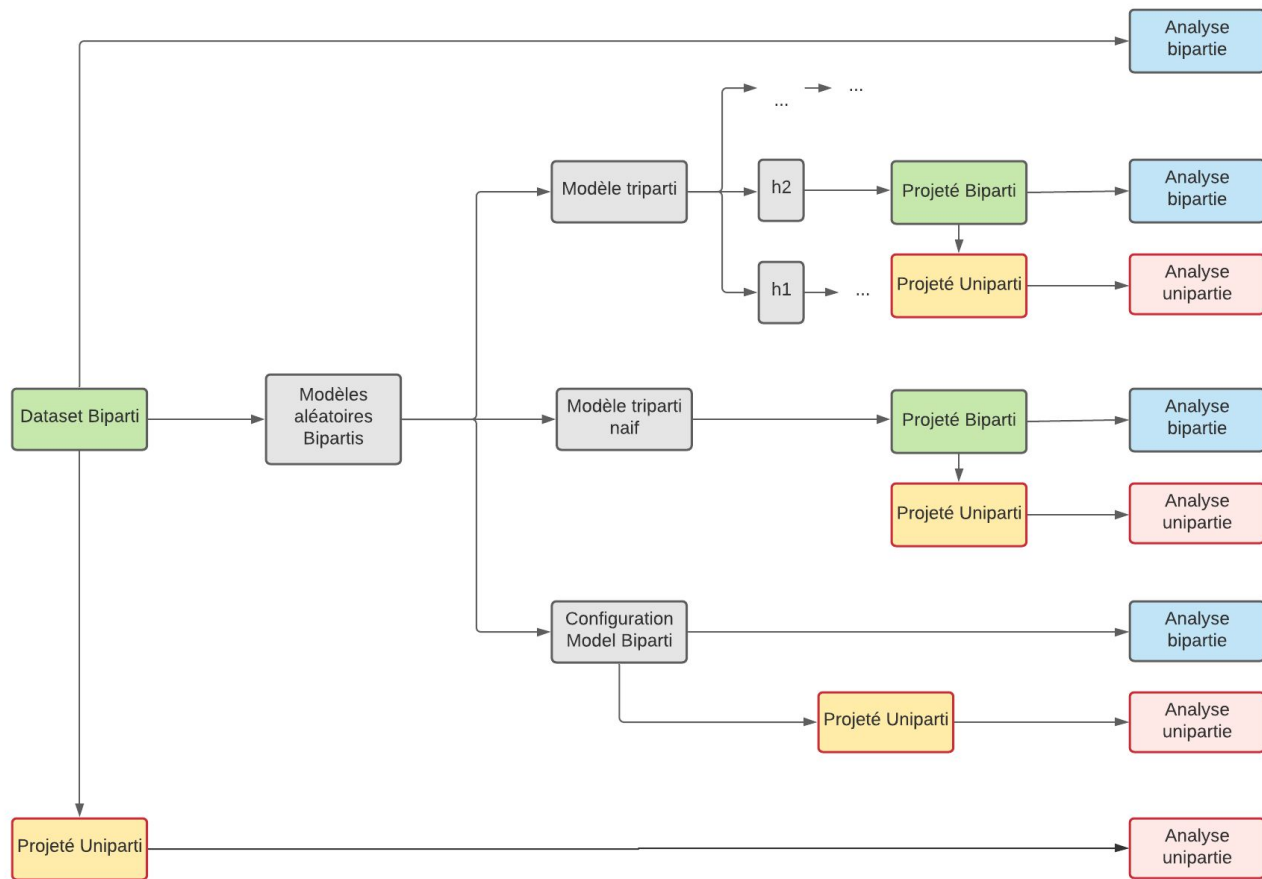 Analyse
bipartie
...
...
Modèle triparti
h2
Projeté Biparti
Analyse
bipartie
h1
...
Projeté Uniparti
Analyse
unipartie
Dataset Biparti
Modèles
aléatoires
Bipartis
Modèle triparti
naif
Projeté Biparti
Analyse
bipartie
Projeté Uniparti
Analyse
unipartie
Configuration
Model Biparti
Analyse
bipartie
Projeté Uniparti
Analyse
unipartie
Projeté Uniparti
Analyse
unipartie